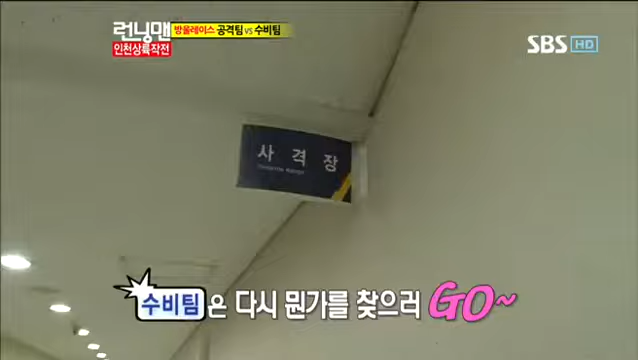 런닝맨 방울레이스 공격팀 vs 수비팀
인천상륙작전
SBS HD
사 격 장
수비팀은 다시 뭔가를 찾으러 GO~